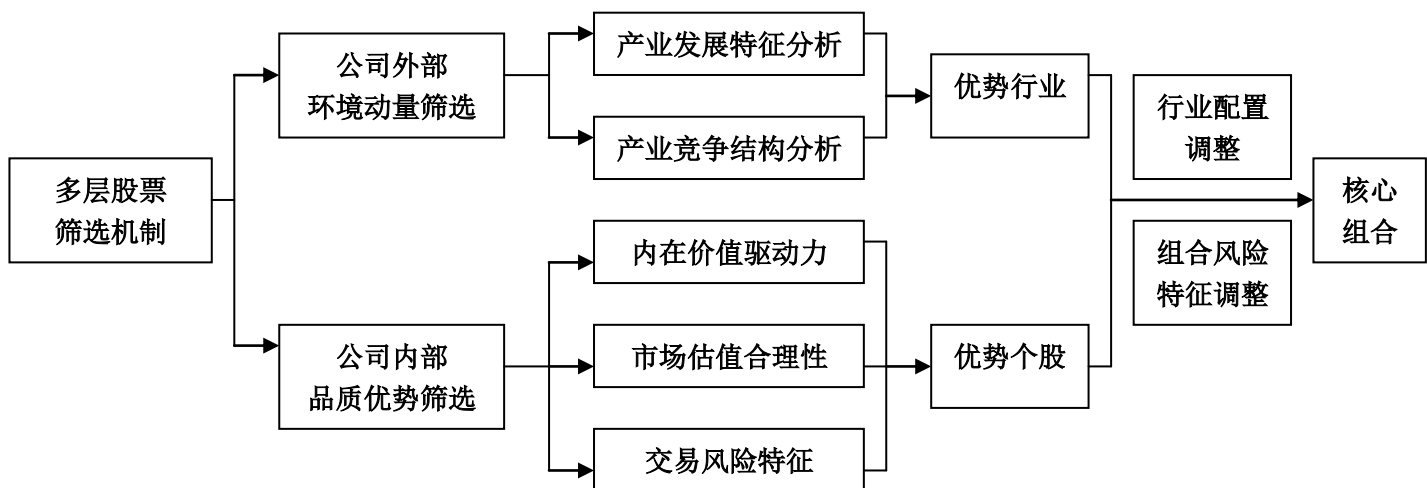 多层股票
筛选机制
公司外部
环境动量筛选
公司内部
品质优势筛选
产业发展特征分析
产业竞争结构分析
内在价值驱动力
市场估值合理性
交易风险特征
优势行业
优势个股
行业配置
调整
组合风险
特征调整
核心
组合